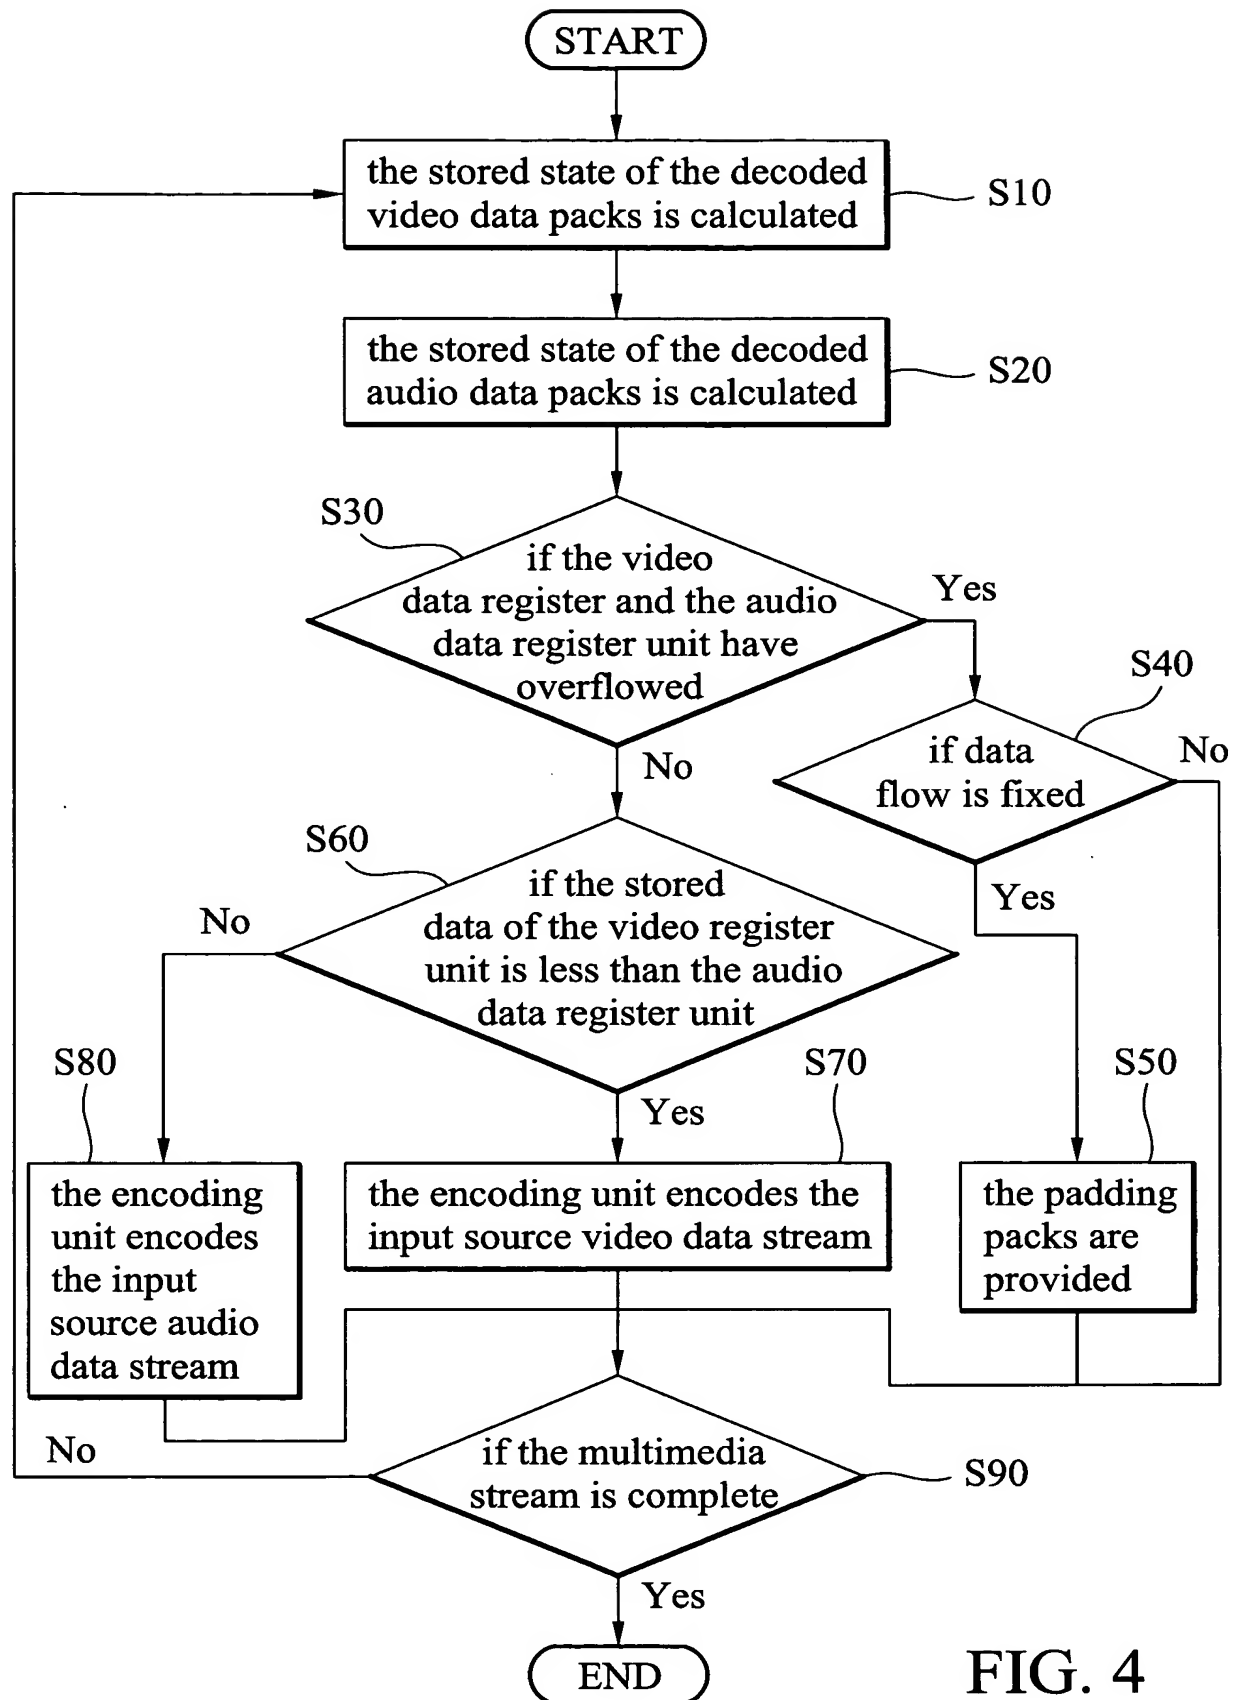 START
the stored state of the decoded
video data packs is calculated
S10
the stored state of the decoded
audio data packs is calculated
S20
S30
if the video
data register and the audio
data register unit have
overflowed
Yes
No
S40
if data
flow is fixed
No
Yes
S60
if the stored
data of the video register
unit is less than the audio
data register unit
No
Yes
S80
the encoding
unit encodes
the input
source audio
data stream
S70
the encoding unit encodes the
input source video data stream
S50
the padding
packs are
provided
No
if the multimedia
stream is complete
S90
Yes
END
FIG. 4